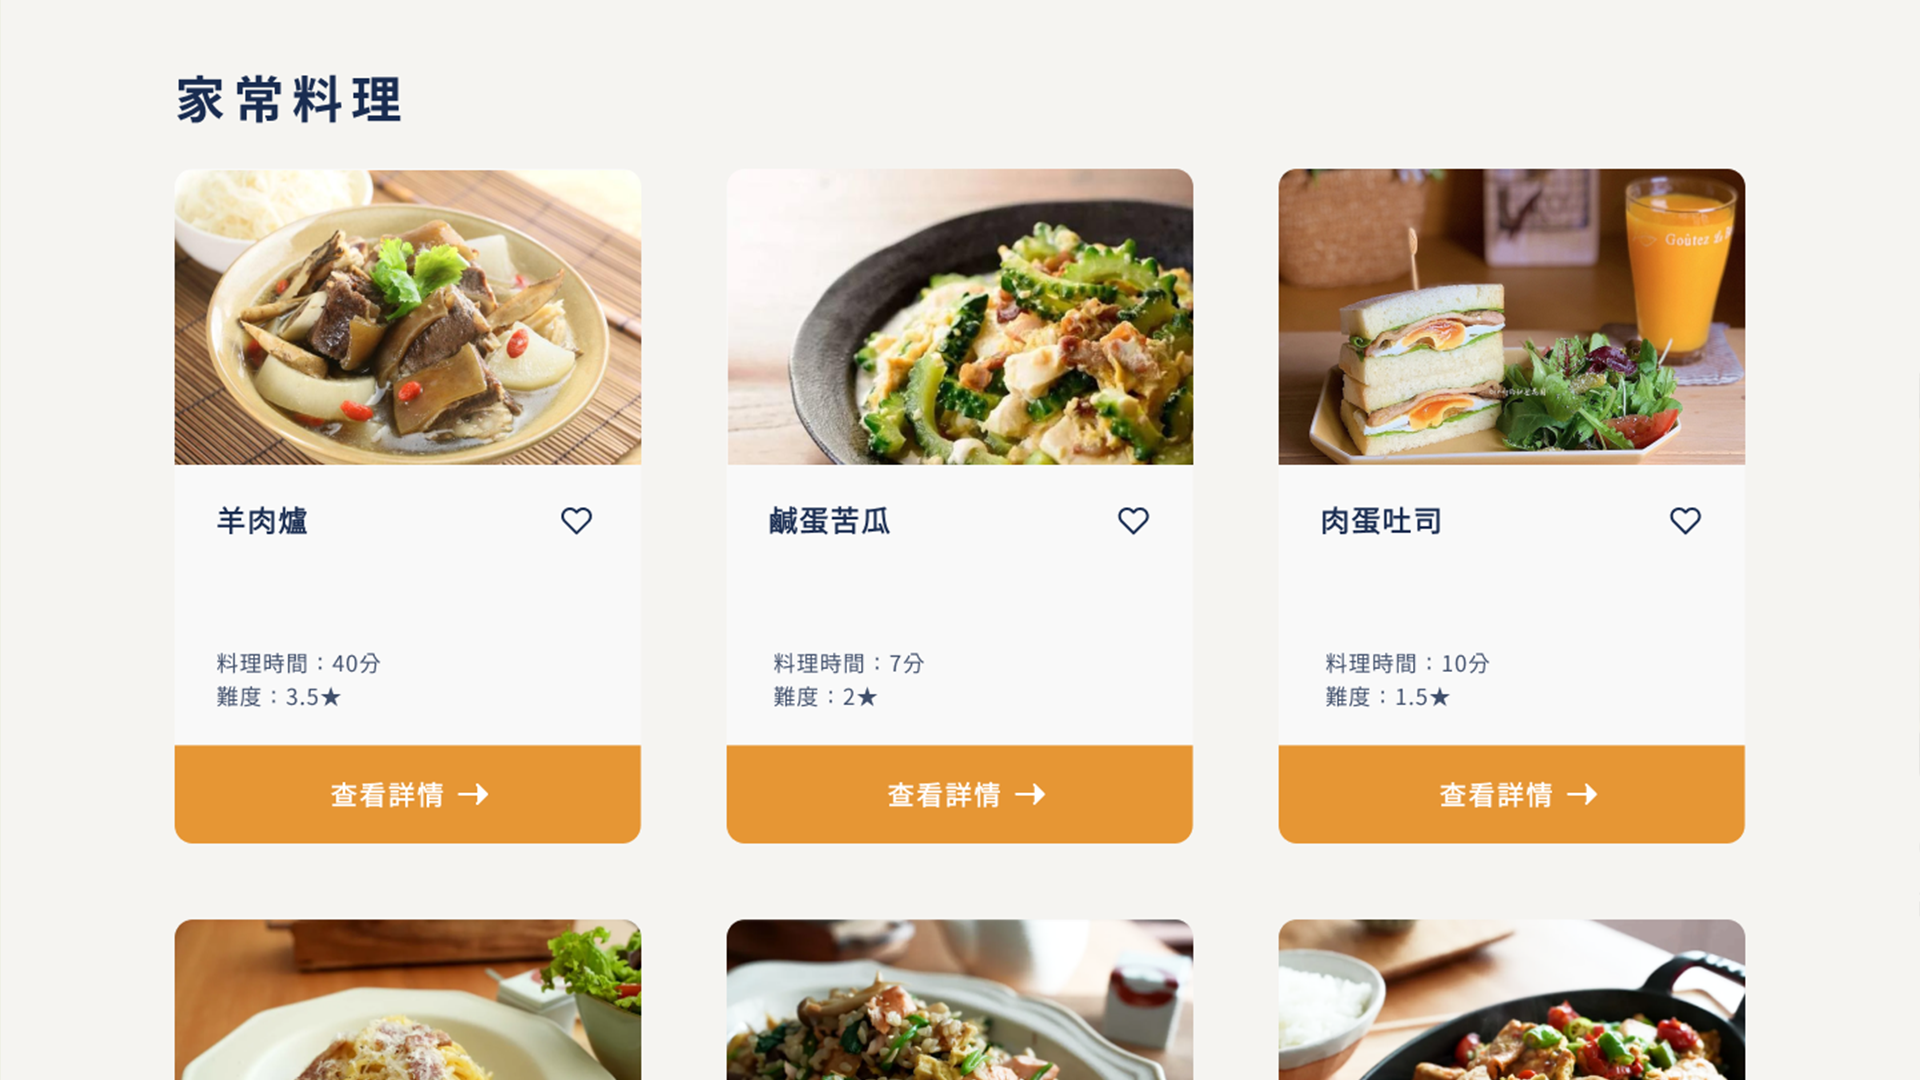 家常料理
羊肉爐
料理時間：40分
難度：3.5★
查看詳情 →
鹹蛋苦瓜
料理時間：7分
難度：2★
查看詳情 →
肉蛋吐司
料理時間：10分
難度：1.5★
查看詳情 →
Goûtez